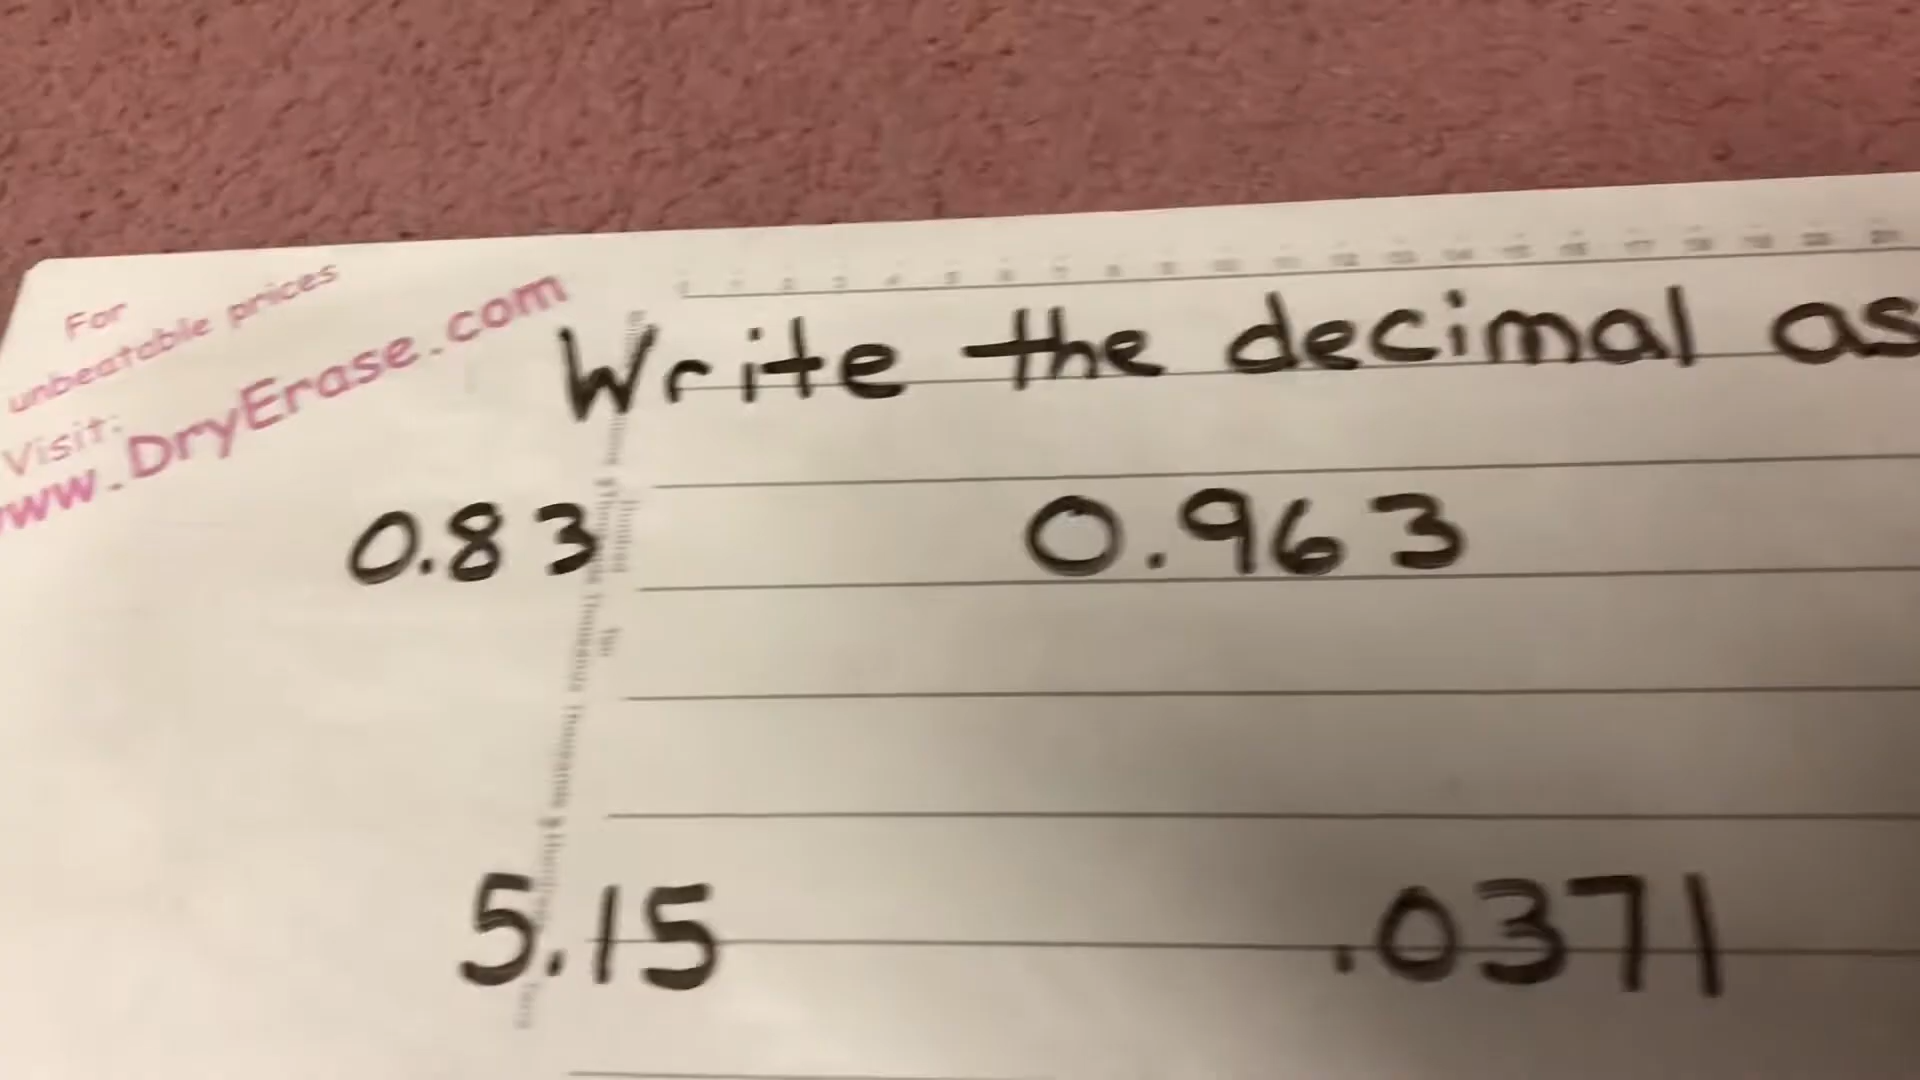 For
unbeatable prices
Visit:
www.DryErase.com
Write the decimal as
0.83 0.963
5.15 .0371